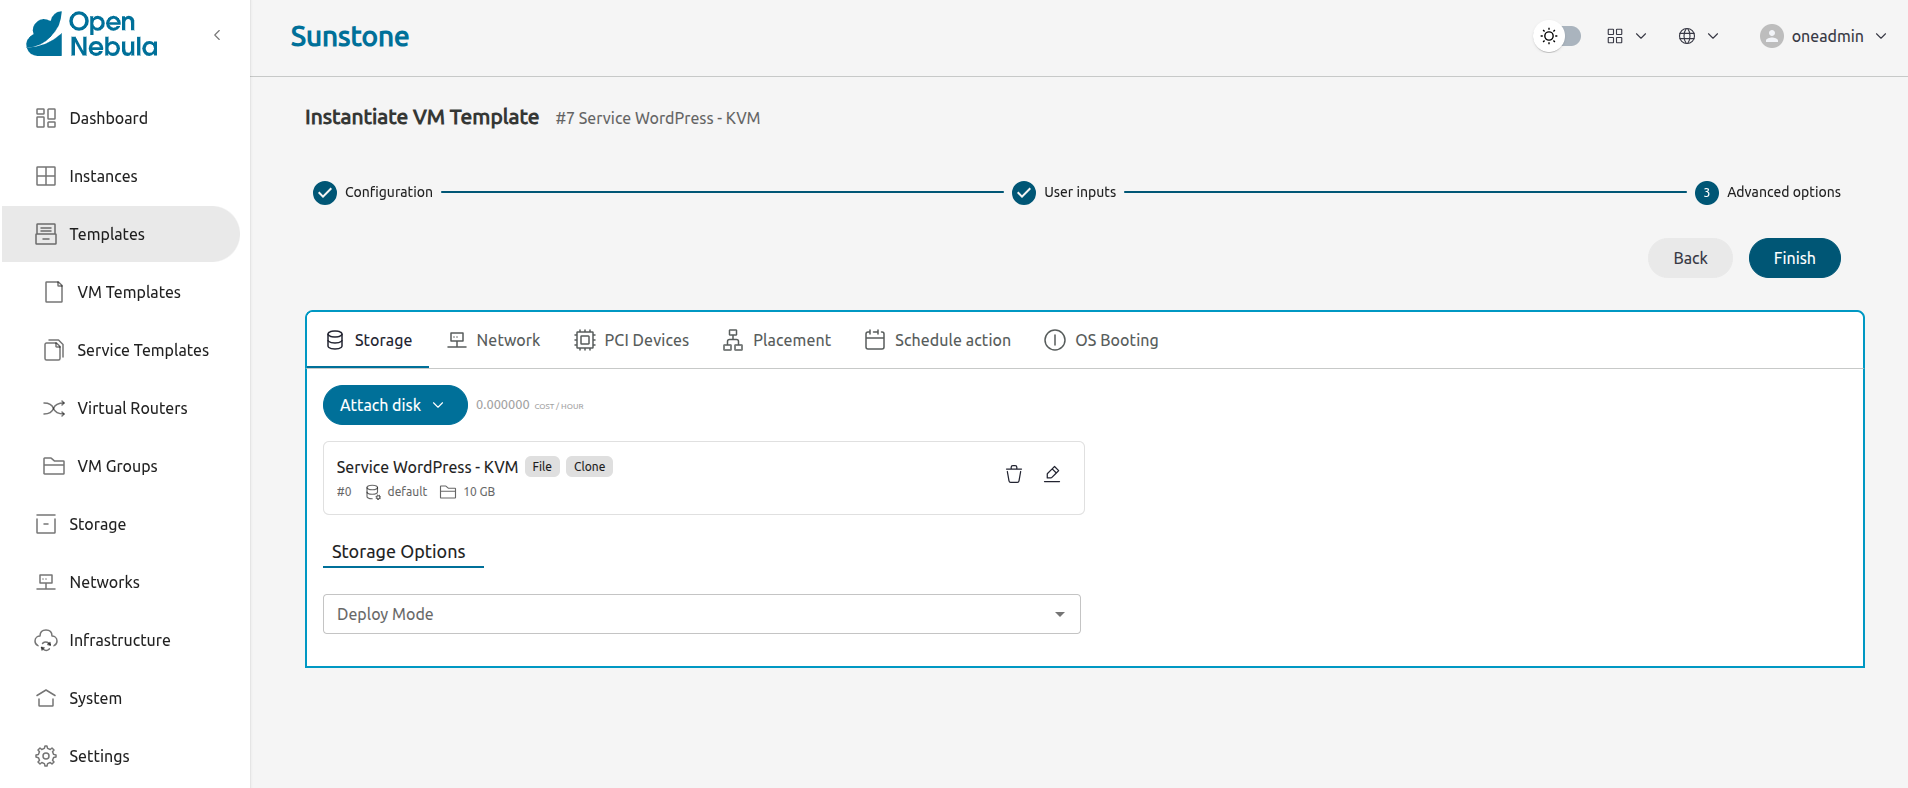 Open
Nebula
Sunstone
oneadmin
Dashboard
Instances
Templates
VM Templates
Service Templates
Virtual Routers
VM Groups
Storage
Networks
Infrastructure
System
Settings
Instantiate VM Template #7 Service WordPress - KVM
Configuration
User inputs
3 Advanced options
Back Finish
Storage Network PCI Devices Placement Schedule action OS Booting
Attach disk 0.000000 COST / HOUR
Service WordPress - KVM File Clone
#0 default 10 GB
Storage Options
Deploy Mode